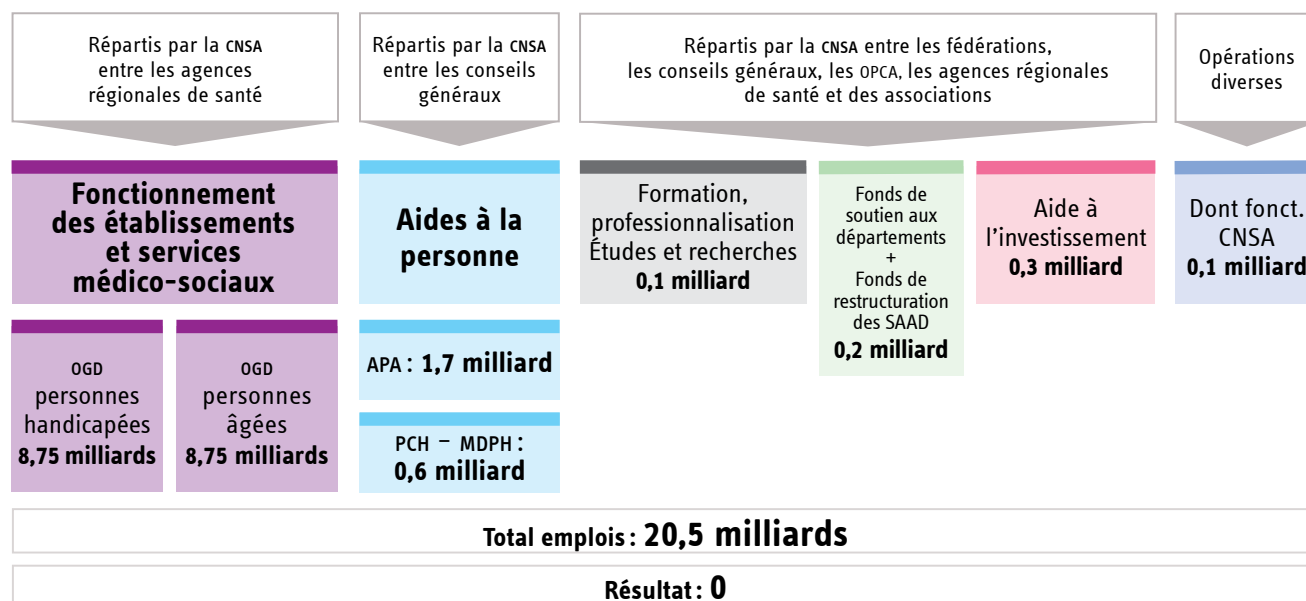 Répartis par la CNSA
entre les agences
régionales de santé
Répartis par la CNSA
entre les conseils
généraux
Répartis par la CNSA entre les fédérations,
les conseils généraux, les OPCA, les agences régionales
de santé et des associations
Opérations
diverses
Fonctionnement
des établissements
et services
médico-sociaux
Aides à la
personne
Formation,
professionnalisation
Études et recherches
0,1 milliard
Fonds de
soutien aux
départements
+
Fonds de
restructuration
des SAAD
0,2 milliard
Aide à
l’investissement
0,3 milliard
Dont fonct.
CNSA
0,1 milliard
OGD
personnes
handicapées
8,75 milliards
OGD
personnes
âgées
8,75 milliards
APA : 1,7 milliard
PCH – MDPH :
0,6 milliard
Total emplois : 20,5 milliards
Résultat : 0